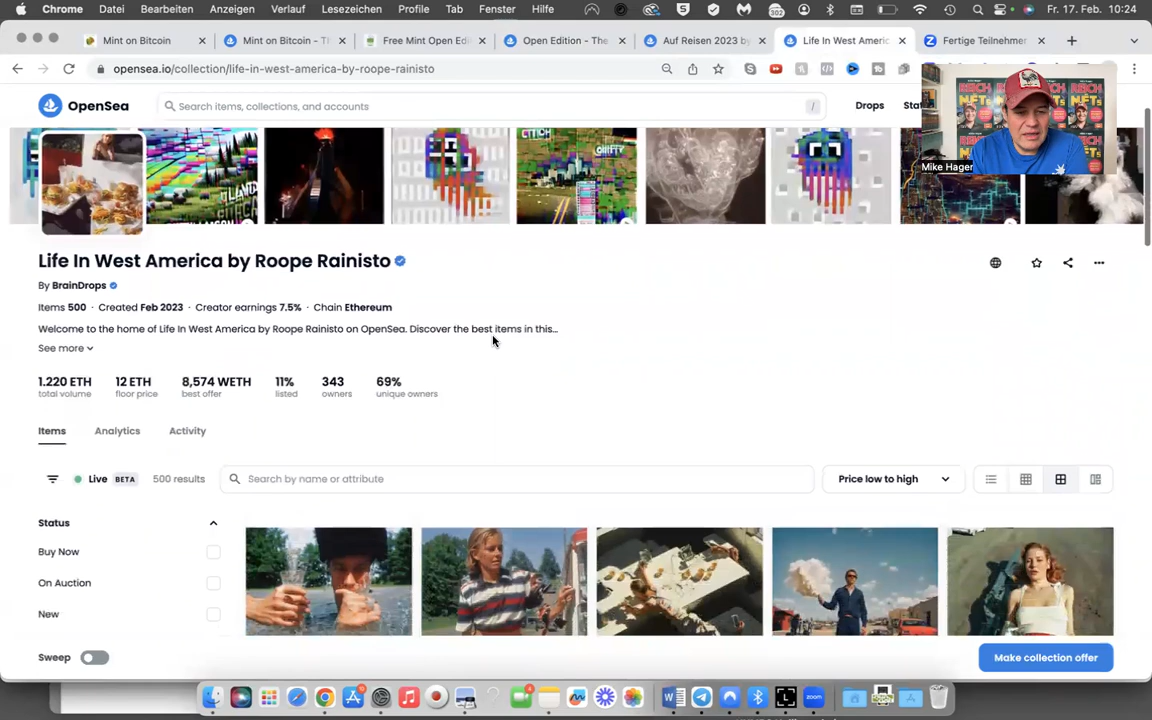 Chrome Datei Bearbeiten Anzeigen Verlauf Lesezeichen Profile Tab Fenster Hilfe
302
Fr. 17. Feb. 10:24
Mint on Bitcoin
Mint on Bitcoin - T
Free Mint Open Edi
Open Edition - The
Auf Reisen 2023 b
Life In West Americ
Fertige Teilnehmer
opensea.io/collection/life-in-west-america-by-roope-rainisto
OpenSea
Search items, collections, and accounts
/
Drops
Sta
REICH
NFTs
Mike Hager
Life In West America by Roope Rainisto
By BrainDrops
Items 500 · Created Feb 2023 · Creator earnings 7.5% · Chain Ethereum
Welcome to the home of Life In West America by Roope Rainisto on OpenSea. Discover the best items in this...
See more
1.220 ETH 12 ETH 8,574 WETH 11% 343 69%
total volume floor price best offer listed owners unique owners
Items Analytics Activity
Live BETA 500 results
Search by name or attribute
Price low to high
Status
Buy Now
On Auction
New
Sweep
Make collection offer